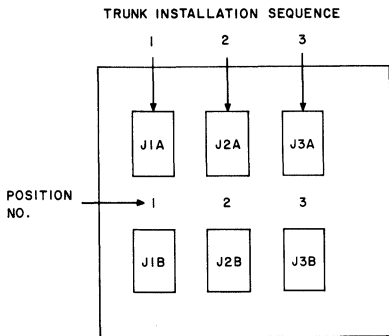 TRUNK INSTALLATION SEQUENCE
1 2 3
J1A J2A J3A
POSITION NO. 1 2 3
J1B J2B J3B